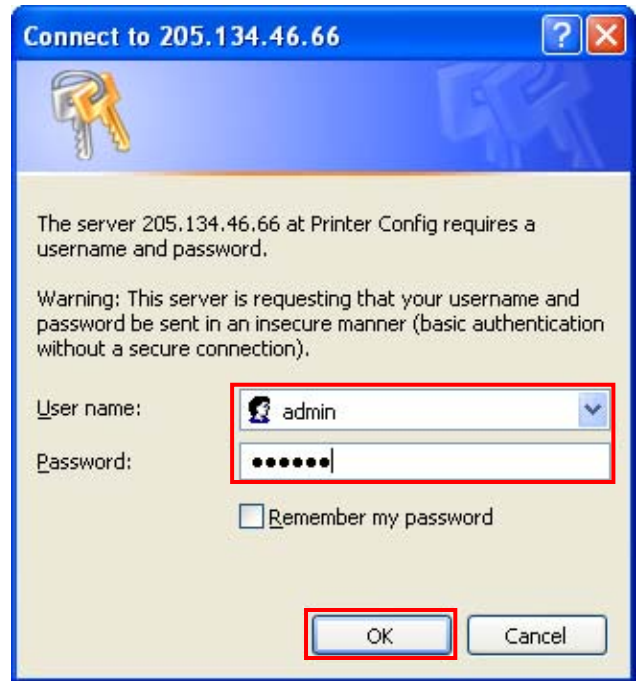 Connect to 205.134.46.66
The server 205.134.46.66 at Printer Config requires a
username and password.
Warning: This server is requesting that your username and
password be sent in an insecure manner (basic authentication
without a secure connection).
User name:
admin
Password:
●●●●●●
Remember my password
OK
Cancel